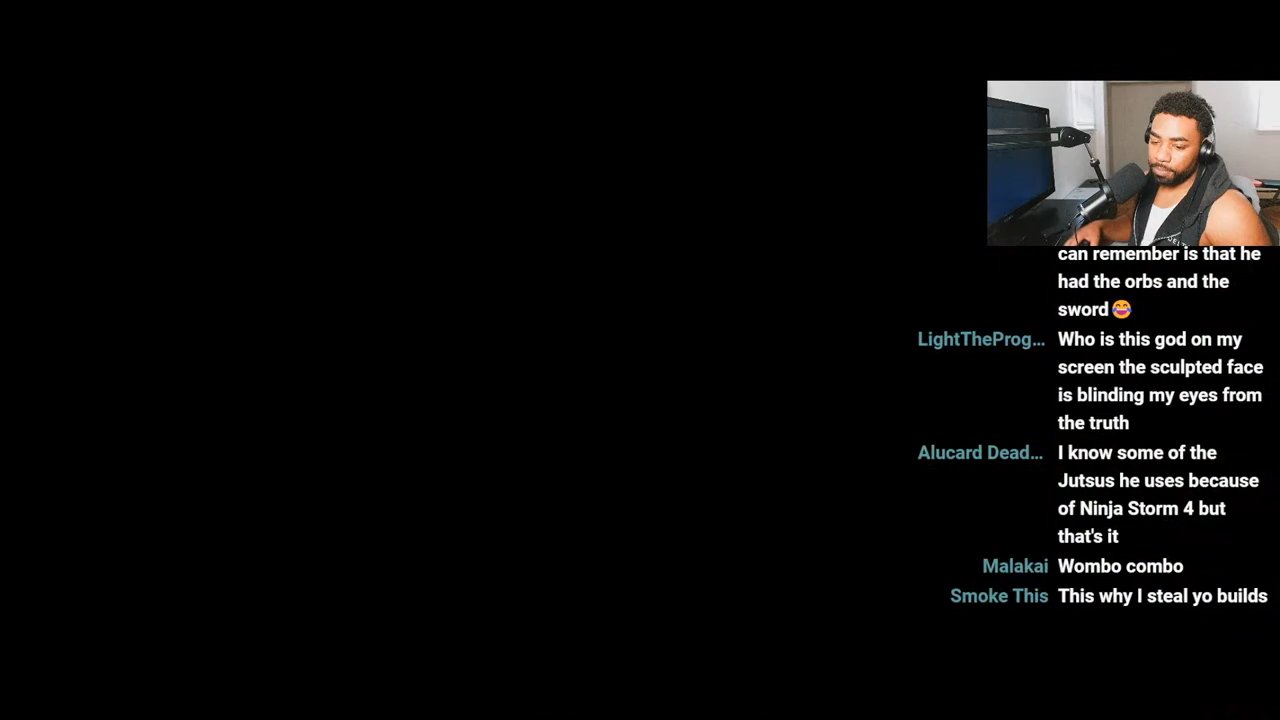 can remember is that he
had the orbs and the
sword😂
LightTheProg... Who is this god on my
screen the sculpted face
is blinding my eyes from
the truth
Alucard Dead... I know some of the
Jutsus he uses because
of Ninja Storm 4 but
that's it
Malakai Wombo combo
Smoke This This why I steal yo builds